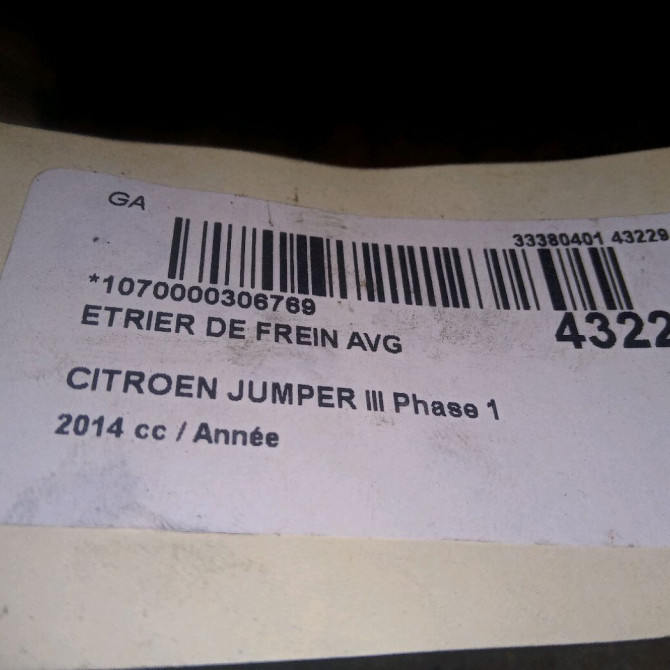 GA
33380401 43229
*1070000306769
ETRIER DE FREIN AVG
4322
CITROEN JUMPER III Phase 1
2014 cc / Année